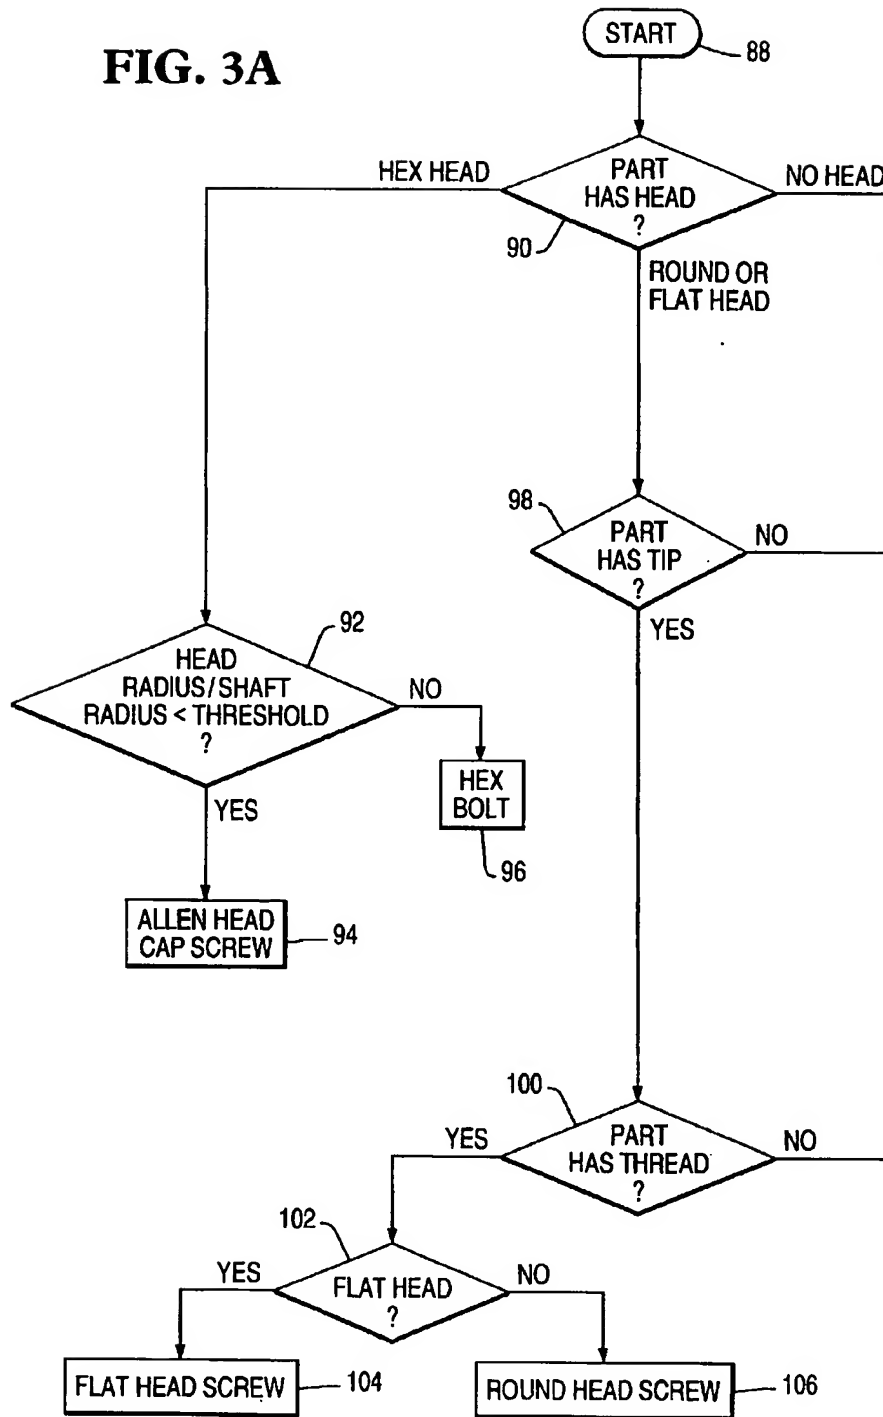 FIG. 3A
START
88
PART
HAS HEAD
?
HEX HEAD
NO HEAD
90
ROUND OR
FLAT HEAD
98
PART
HAS TIP
?
NO
YES
92
HEAD
RADIUS/SHAFT
RADIUS < THRESHOLD
?
NO
YES
HEX
BOLT
96
ALLEN HEAD
CAP SCREW
94
100
PART
HAS THREAD
?
YES
NO
102
FLAT HEAD
?
YES
NO
FLAT HEAD SCREW
104
ROUND HEAD SCREW
106